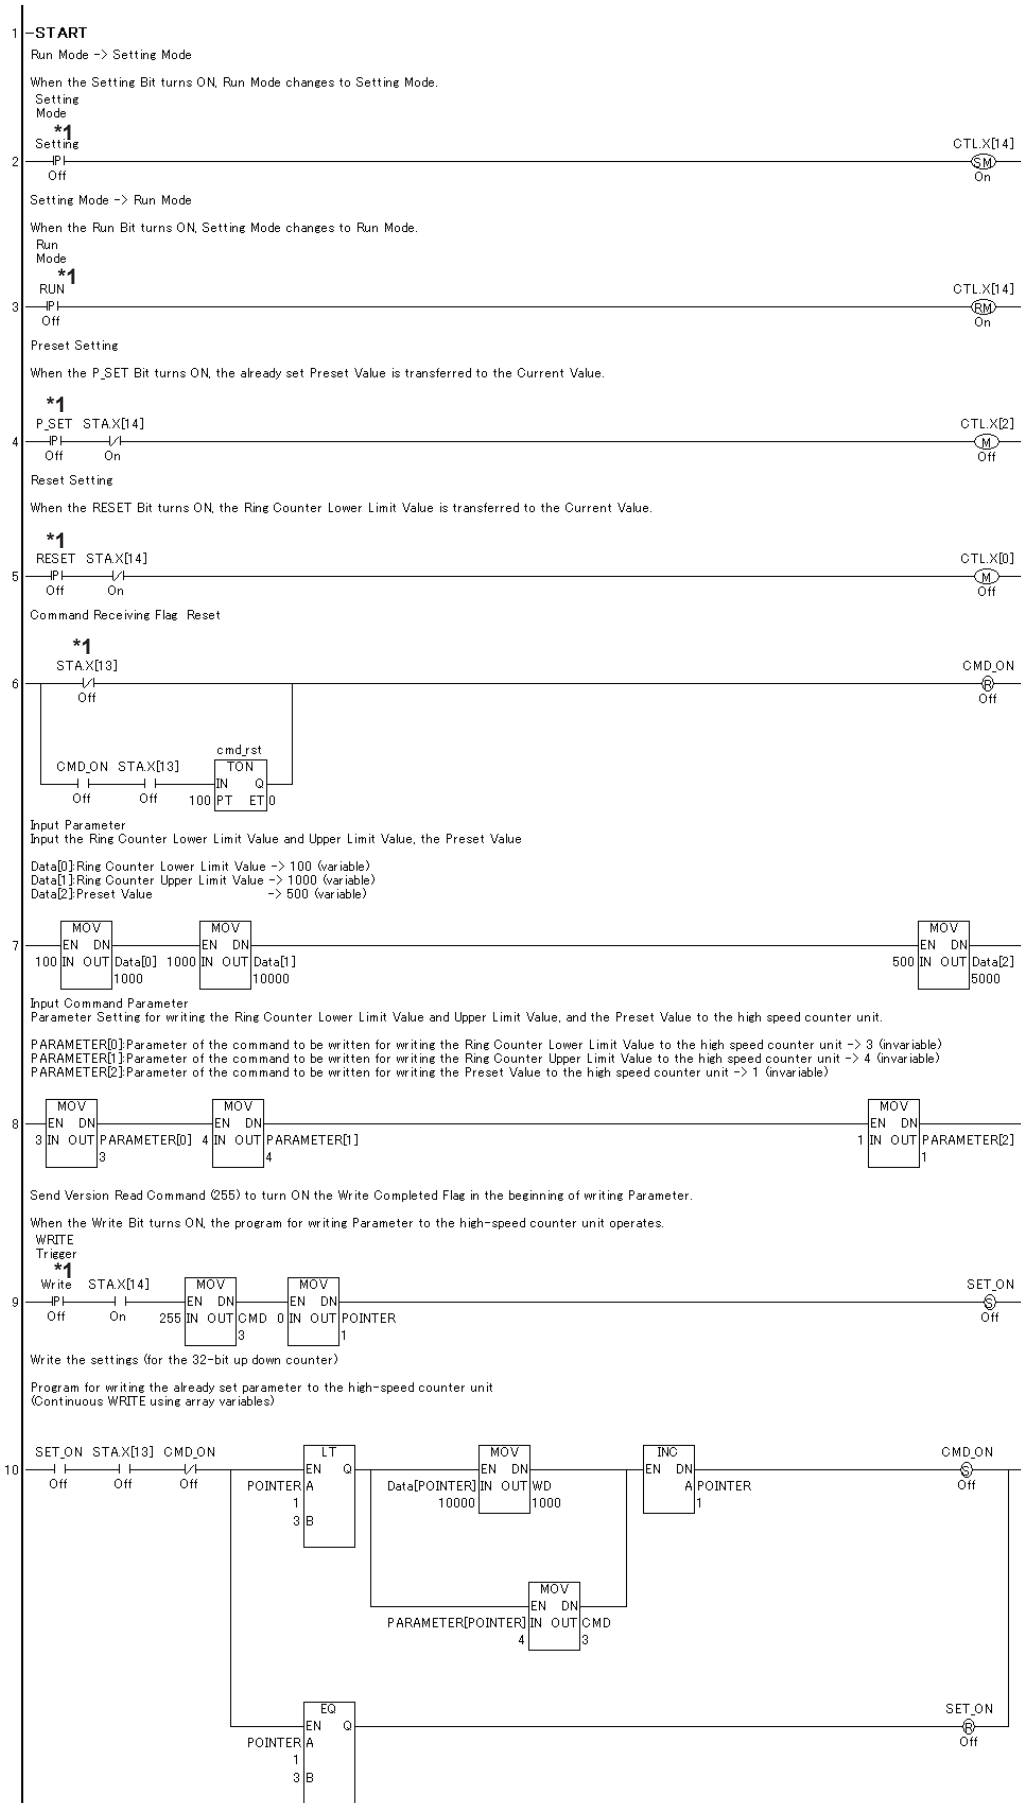 1 -START
Run Mode -> Setting Mode
When the Setting Bit turns ON, Run Mode changes to Setting Mode.
Setting
Mode
*1
Setting CTL.X[14]
2 P SM
Off On
Setting Mode -> Run Mode
When the Run Bit turns ON, Setting Mode changes to Run Mode.
Run
Mode
*1
RUN CTL.X[14]
3 P RM
Off On
Preset Setting
When the P_SET Bit turns ON, the already set Preset Value is transferred to the Current Value.
*1
P_SET STA.X[14] CTL.X[2]
4 P M
Off On Off
Reset Setting
When the RESET Bit turns ON, the Ring Counter Lower Limit Value is transferred to the Current Value.
*1
RESET STA.X[14] CTL.X[0]
5 P M
Off On Off
Command Receiving Flag Reset
*1
STA.X[13] CMD_ON
6 R
Off Off
cmd_rst
CMD_ON STA.X[13] TON
IN Q
Off Off 100 PT ET 0
Input Parameter
Input the Ring Counter Lower Limit Value and Upper Limit Value, the Preset Value
Data[0]:Ring Counter Lower Limit Value -> 100 (variable)
Data[1]:Ring Counter Upper Limit Value -> 1000 (variable)
Data[2]:Preset Value -> 500 (variable)
MOV MOV MOV
7 EN DN EN DN EN DN
100 IN OUT Data[0] 1000 IN OUT Data[1] 500 IN OUT Data[2]
1000 10000 5000
Input Command Parameter
Parameter Setting for writing the Ring Counter Lower Limit Value and Upper Limit Value, and the Preset Value to the high speed counter unit.
PARAMETER[0]:Parameter of the command to be written for writing the Ring Counter Lower Limit Value to the high speed counter unit -> 3 (invariable)
PARAMETER[1]:Parameter of the command to be written for writing the Ring Counter Upper Limit Value to the high speed counter unit -> 4 (invariable)
PARAMETER[2]:Parameter of the command to be written for writing the Preset Value to the high speed counter unit -> 1 (invariable)
MOV MOV MOV
8 EN DN EN DN EN DN
3 IN OUT PARAMETER[0] 4 IN OUT PARAMETER[1] 1 IN OUT PARAMETER[2]
3 4 1
Send Version Read Command (255) to turn ON the Write Completed Flag in the beginning of writing Parameter.
When the Write Bit turns ON, the program for writing Parameter to the high-speed counter unit operates.
WRITE
Trigger
*1
Write STA.X[14] MOV MOV SET_ON
9 P EN DN EN DN S
Off On 255 IN OUT CMD 0 IN OUT POINTER Off
3 1
Write the settings (for the 32-bit up down counter)
Program for writing the already set parameter to the high-speed counter unit
(Continuous WRITE using array variables)
SET_ON STA.X[13] CMD_ON LT MOV INC CMD_ON
10 EN Q EN DN EN DN S
Off Off Off POINTER A Data[POINTER] IN OUT WD A POINTER Off
1 10000 1000 1
3 B
MOV
EN DN
PARAMETER[POINTER] IN OUT CMD
4 3
EQ SET_ON
EN Q R
POINTER A Off
1
3 B